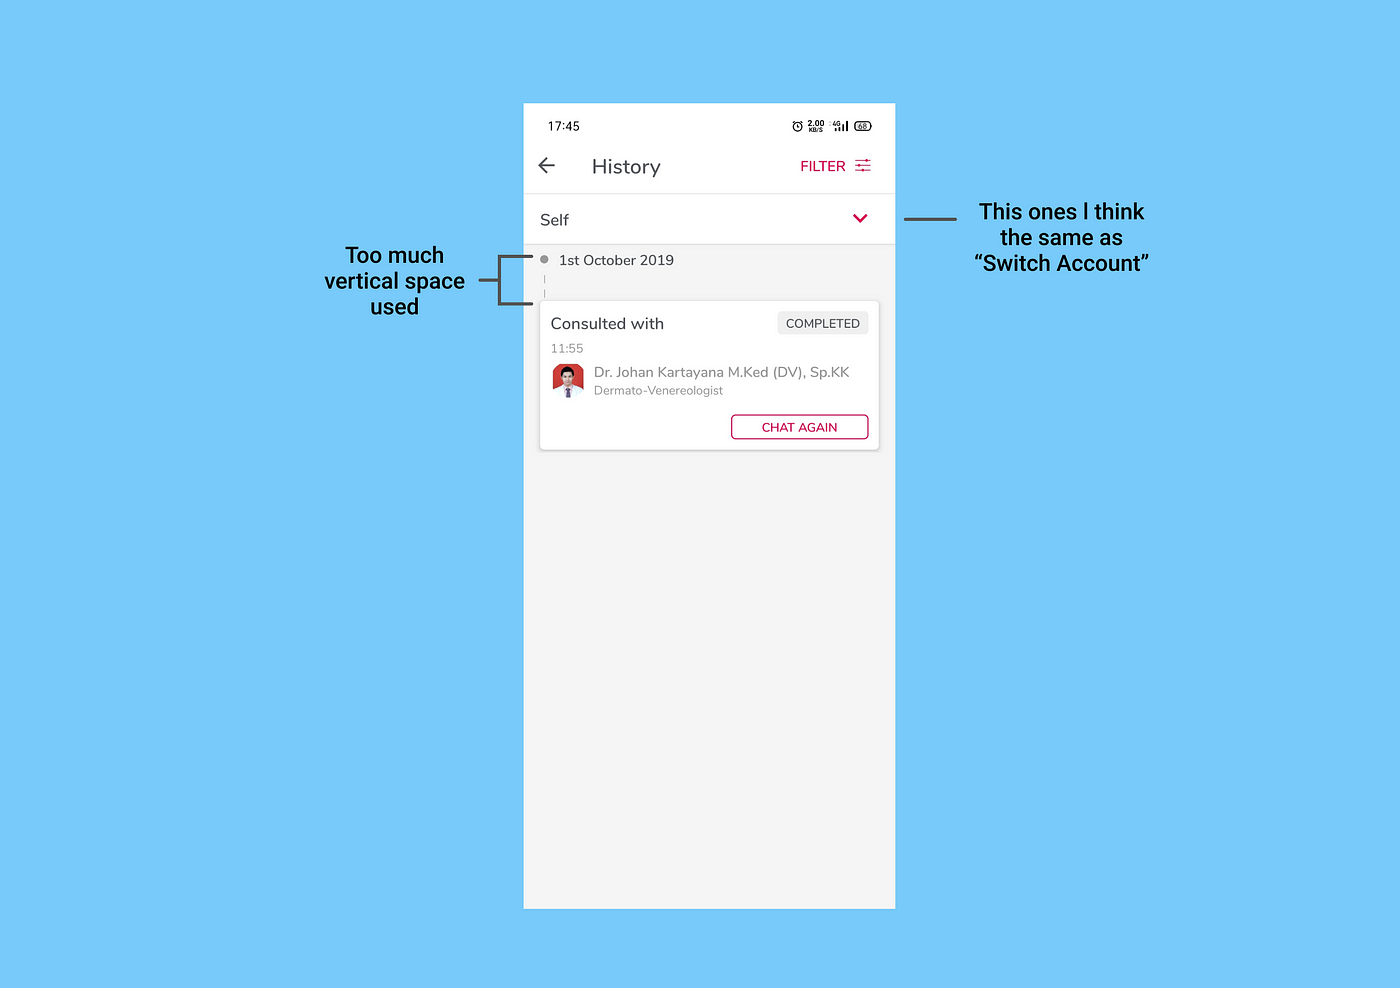 17:45
2.00
KB/S
4G
68
History
FILTER
Self
This ones I think
the same as
“Switch Account”
Too much
vertical space
used
1st October 2019
Consulted with
COMPLETED
11:55
Dr. Johan Kartayana M.Ked (DV), Sp.KK
Dermato-Venereologist
CHAT AGAIN